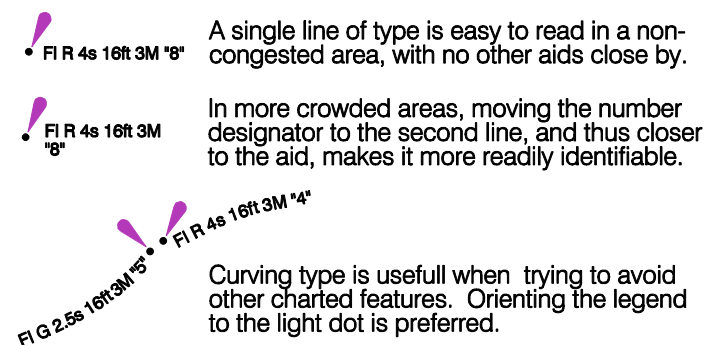 Fl R 4s 16ft 3M "8"
A single line of type is easy to read in a non-
congested area, with no other aids close by.
Fl R 4s 16ft 3M
"8"
In more crowded areas, moving the number
designator to the second line, and thus closer
to the aid, makes it more readily identifiable.
Fl R 4s 16ft 3M "4"
Fl G 2.5s 16ft 3M "5"
Curving type is usefull when  trying to avoid
other charted features.  Orienting the legend
to the light dot is preferred.